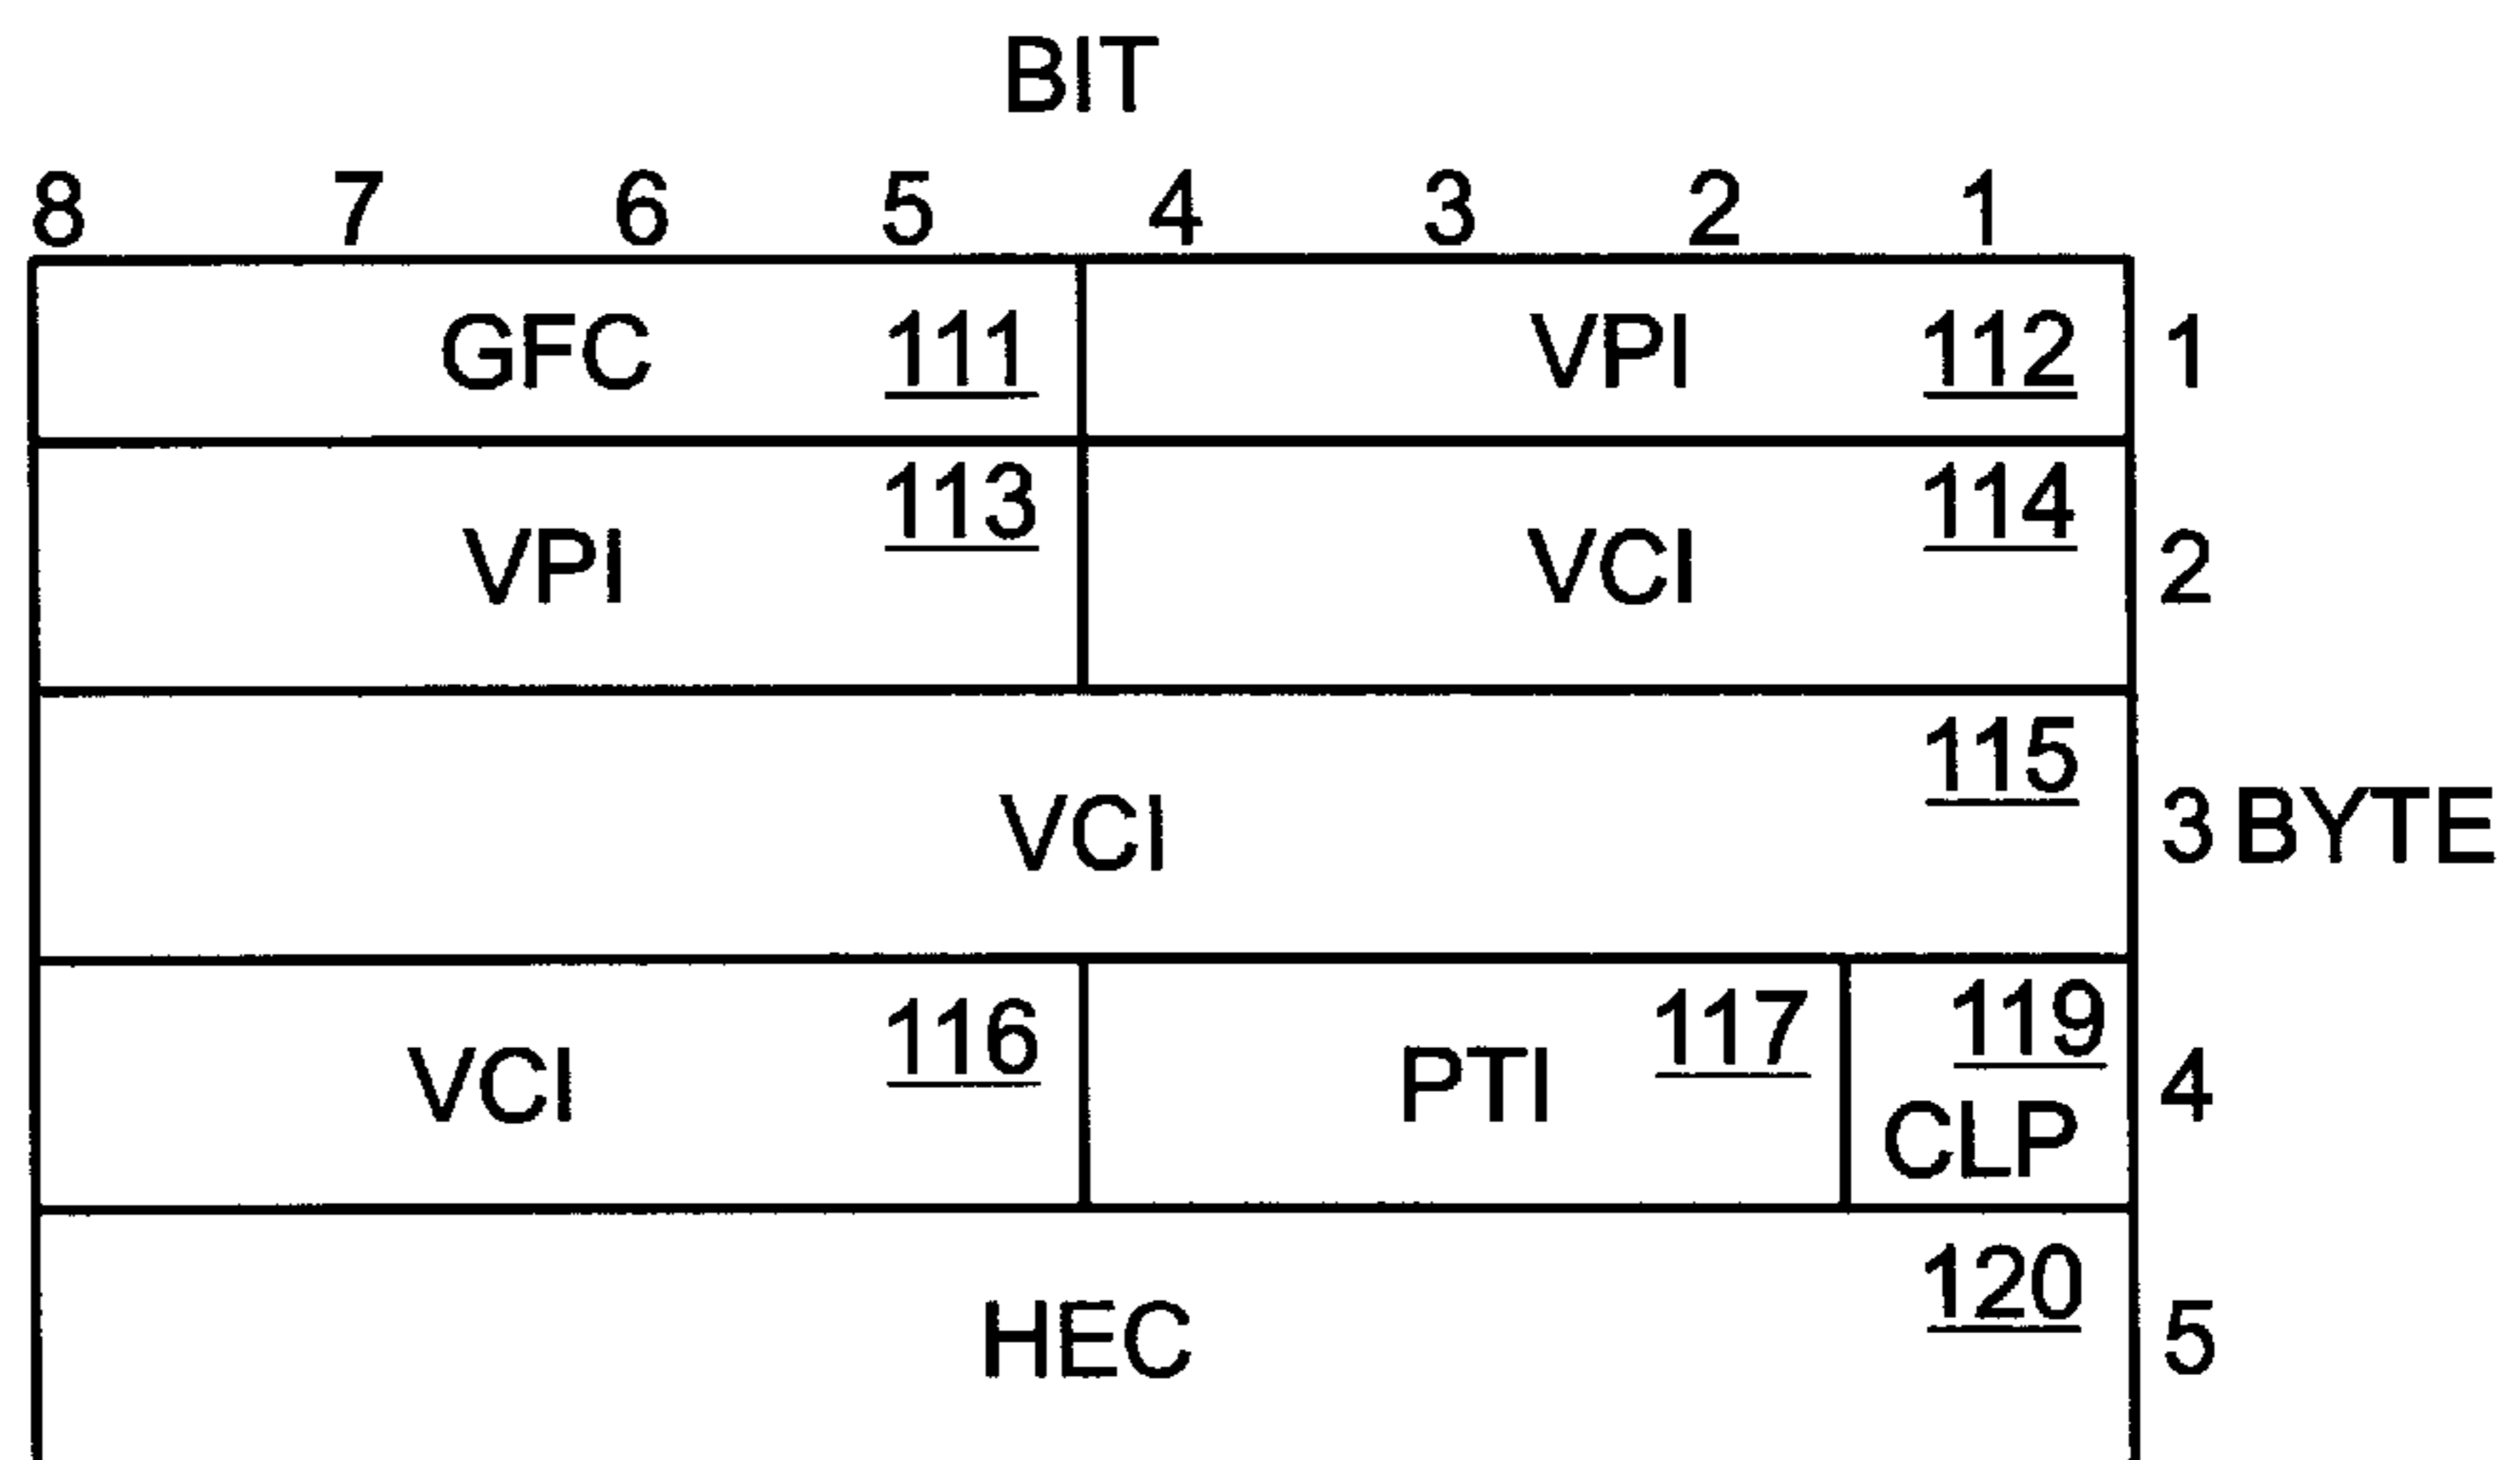 BIT
8 7 6 5 4 3 2 1
GFC 111 VPI 112 1
VPI 113 VCI 114 2
VCI 115 3 BYTE
VCI 116 PTI 117 119 CLP 4
HEC 120 5